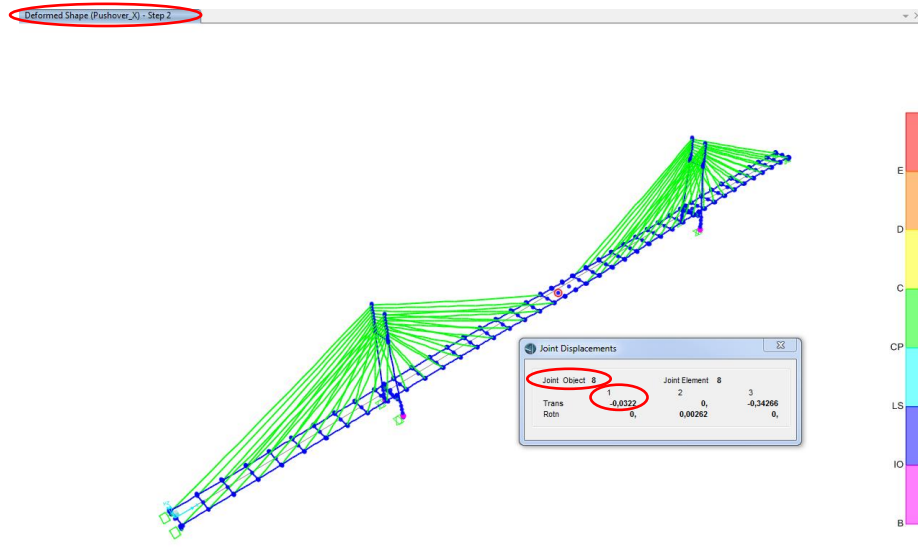 Deformed Shape (Pushover_X) - Step 2
E
D
C
CP
LS
IO
B
Joint Displacements
Joint Object 8 Joint Element 8
1 2 3
Trans -0,0322 0, -0,34266
Rotn 0, 0,00262 0,